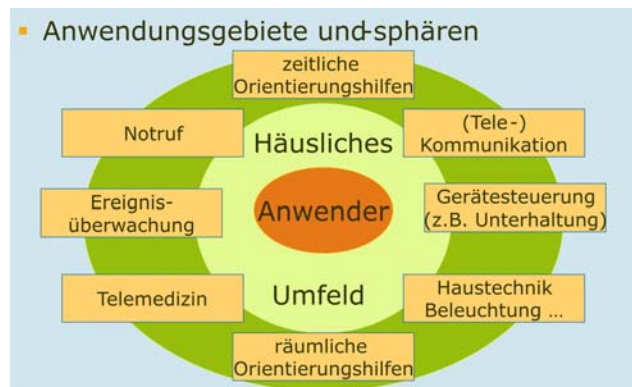 Anwendungsgebiete und-sphären
zeitliche
Orientierungshilfen
Notruf
(Tele-)
Kommunikation
Häusliches
Ereignis-
überwachung
Anwender
Gerätesteuerung
(z.B. Unterhaltung)
Telemedizin
Umfeld
Haustechnik
Beleuchtung ...
räumliche
Orientierungshilfen